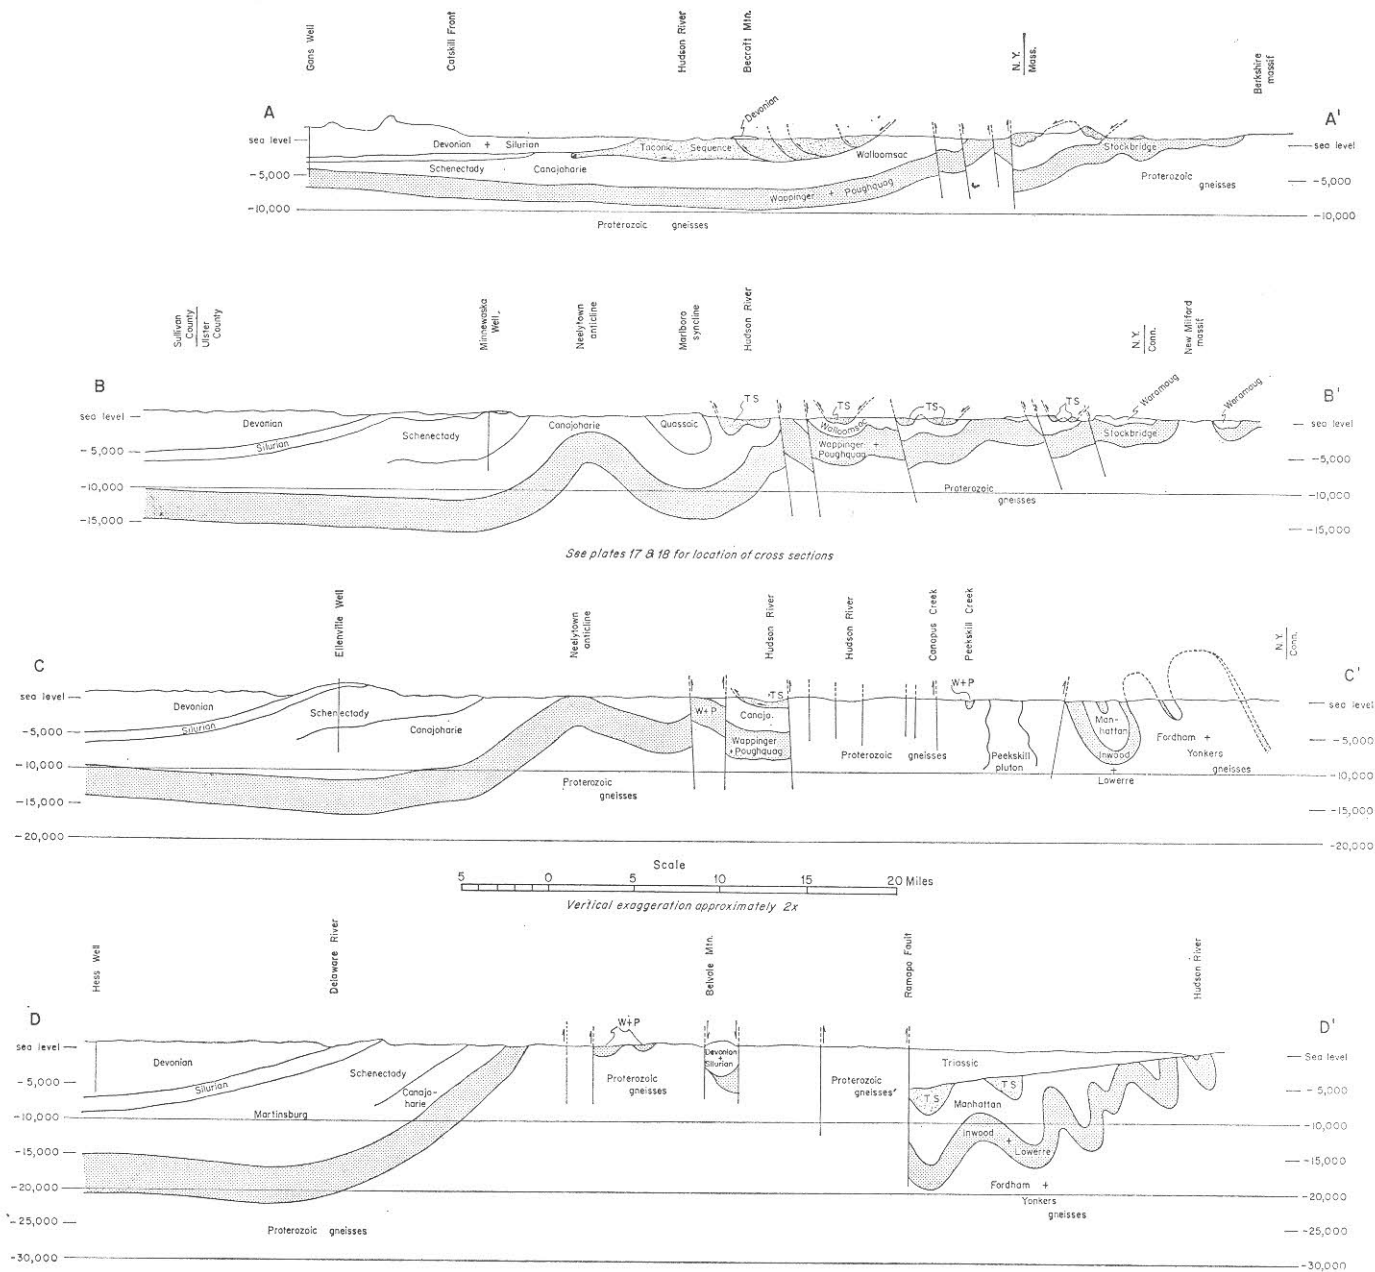 Gans Well
Catskill Front
Hudson River
Becraft Mtn.
N.Y.
Mass.
Berkshire
massif
A
A'
sea level
-5,000
-10,000
Devonian + Silurian
Schenectady
Canajoharie
Taconic Sequence
Devonian
Walloomsac
Wappinger + Poughquag
Proterozoic gneisses
Stockbridge
Proterozoic
gneisses
sea level
-5,000
-10,000
Sullivan
County
Ulster
County
Minnewaska
Well
Neelytown
anticline
Marlboro
syncline
Hudson River
N.Y.
Conn.
New Milford
massif
B
B'
sea level
-5,000
-10,000
-15,000
Devonian
Silurian
Schenectady
Canajoharie
Quassaic
TS
TS
Walloomsac
Wappinger +
Poughquag
TS
TS
Waramaug
Stockbridge
Waramaug
Proterozoic
gneisses
sea level
-5,000
-10,000
-15,000
See plates 17 & 18 for location of cross sections
Ellenville Well
Neelytown
anticline
Hudson River
Hudson River
Canopus Creek
Peekskill Creek
N.Y.
Conn.
C
C'
sea level
-5,000
-10,000
-15,000
-20,000
Devonian
Silurian
Schenectady
Canajoharie
Proterozoic
gneisses
W+P
TS
Canajo.
Wappinger
+Poughquag
Proterozoic gneisses
W+P
Peekskill
pluton
Man-
hattan
Inwood
+
Lowerre
Fordham +
Yonkers
gneisses
sea level
-5,000
-10,000
-15,000
-20,000
Scale
5 0 5 10 15 20 Miles
Vertical exaggeration approximately 2x
Hess Well
Delaware River
Belvale Mtn.
Ramapo Fault
Hudson River
D
D'
sea level
-5,000
-10,000
-15,000
-20,000
-25,000
-30,000
Devonian
Silurian
Schenectady
Canajo-
harie
Martinsburg
Proterozoic gneisses
W+P
Proterozoic
gneisses
Devonian
+
Silurian
Proterozoic
gneisses
Triassic
TS
TS
Manhattan
Inwood +
Lowerre
Fordham +
Yonkers
gneisses
Sea level
-5,000
-10,000
-15,000
-20,000
-25,000
-30,000